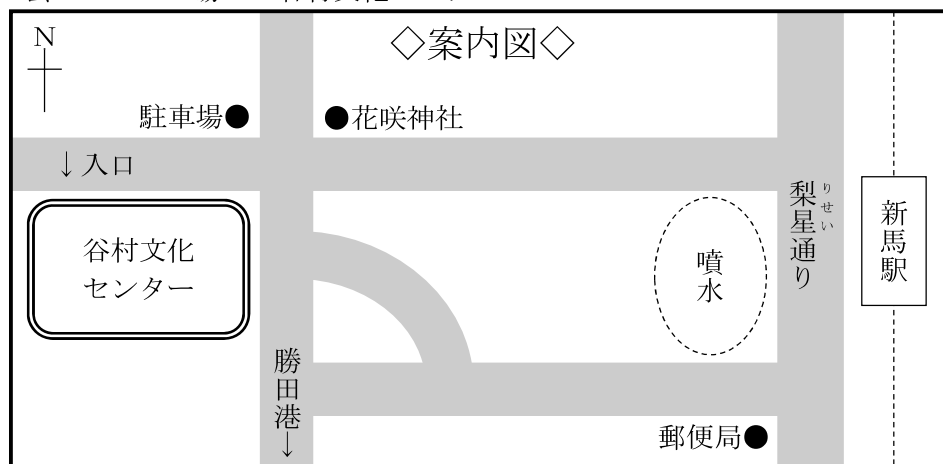 ◇案内図◇
N
駐車場●
●花咲神社
↓入口
谷村文化
センター
噴水
梨星通り
りせい
新馬駅
勝田港↓
郵便局●